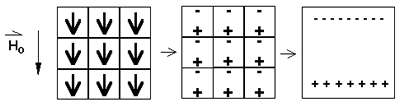 H₀
- - -
+ + +
- - -
+ + +
- - -
+ + +
- - - - - - - - -
+ + + + + + +